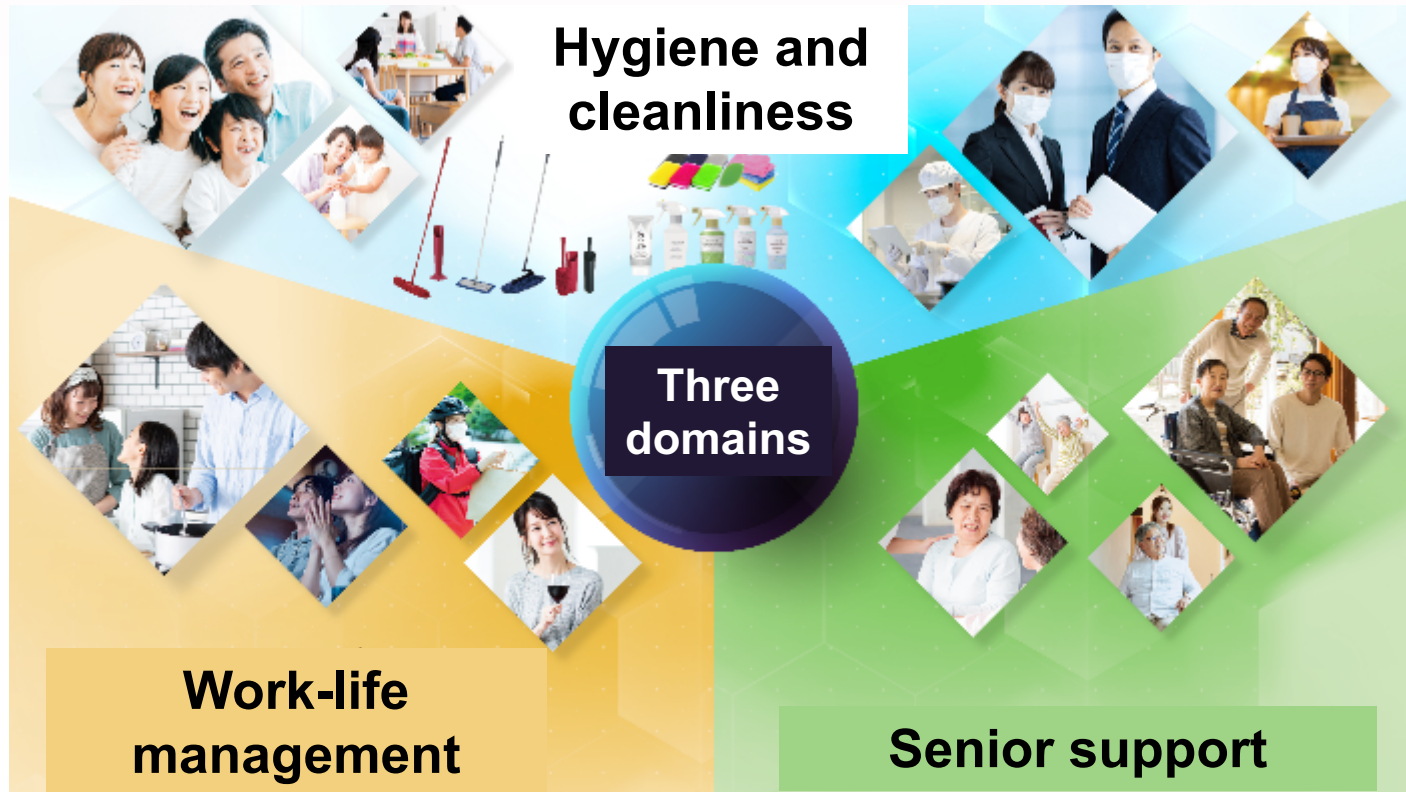 Hygiene and
cleanliness
Three
domains
Work-life
management
Senior support